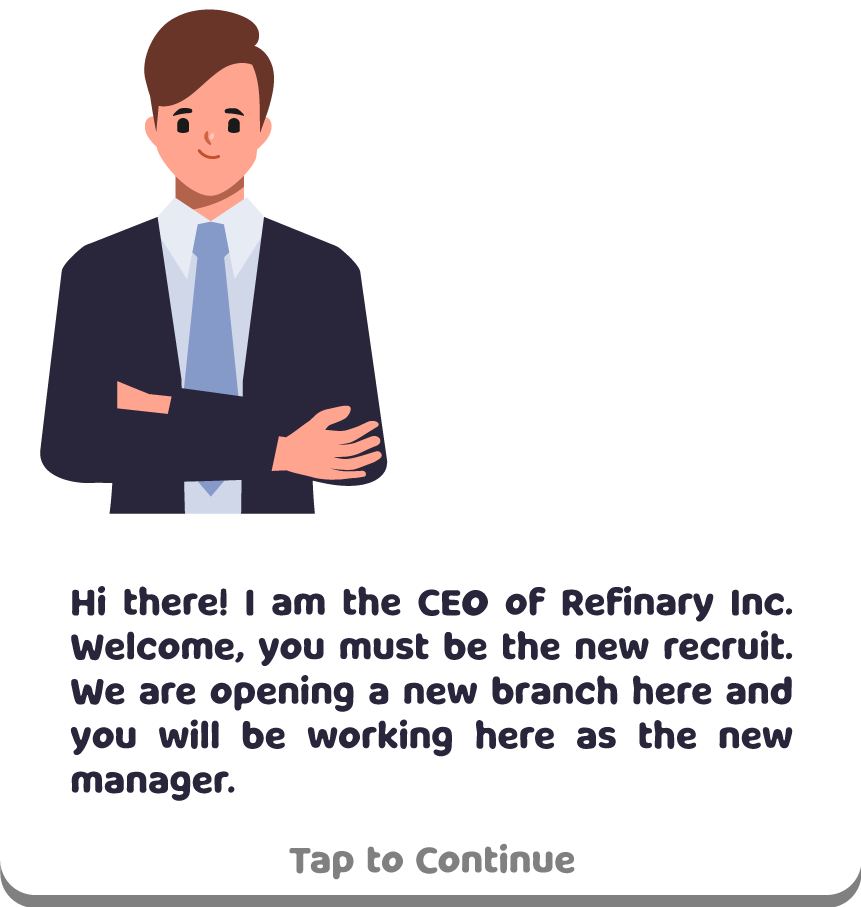 Hi there! I am the CEO of Refinary Inc.
Welcome, you must be the new recruit.
We are opening a new branch here and
you will be working here as the new
manager.
Tap to Continue